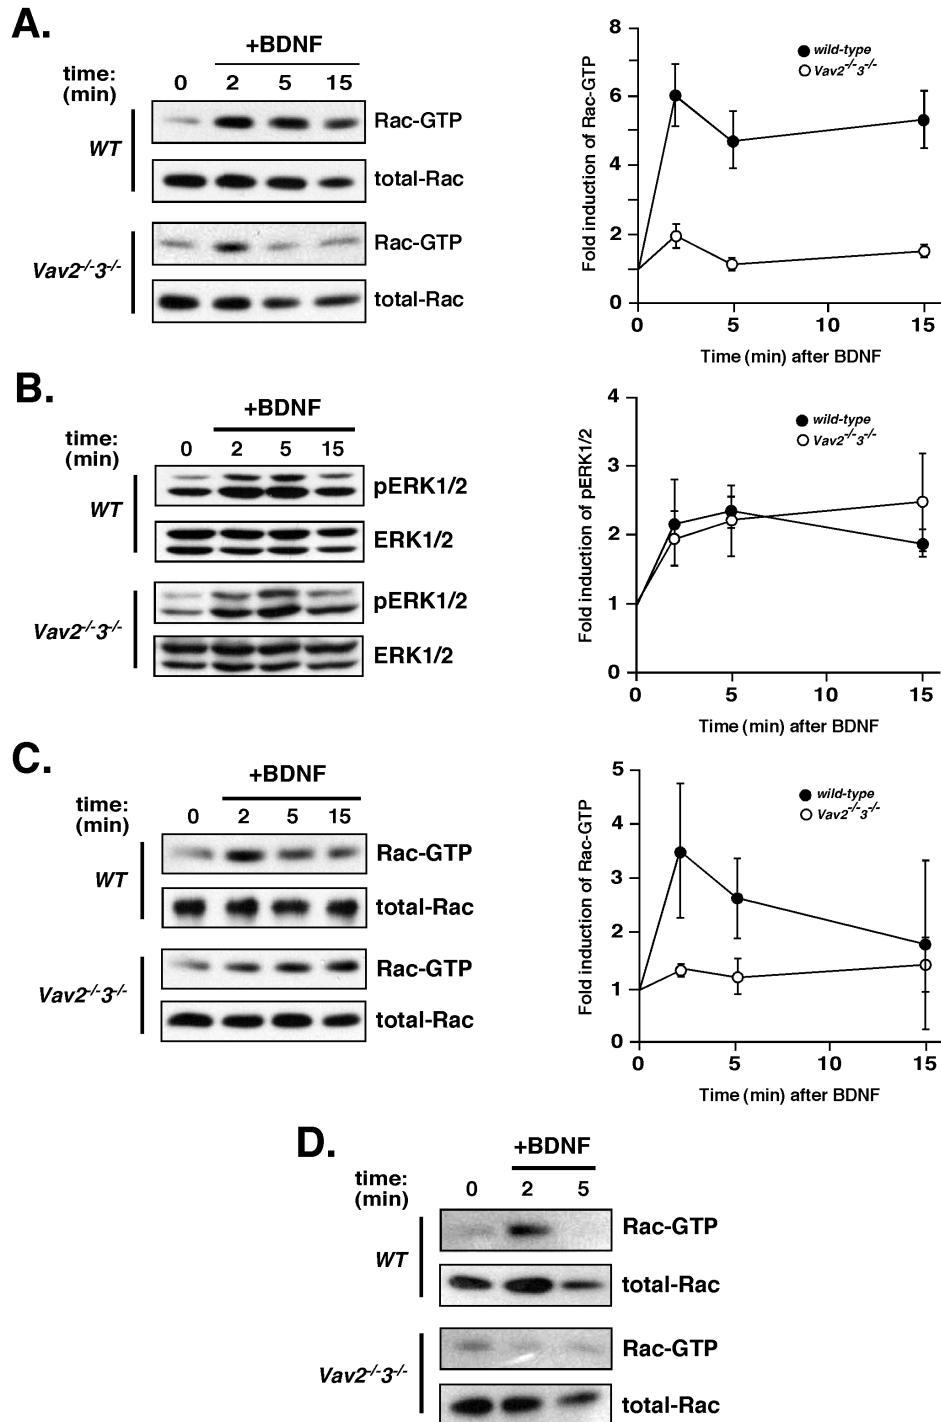 A.
+BDNF
time:
(min)
0 2 5 15
WT
Rac-GTP
total-Rac
Vav2-/-3-/-
Rac-GTP
total-Rac
Fold induction of Rac-GTP
8
6
4
2
0
wild-type
Vav2-/-3-/-
0 5 10 15
Time (min) after BDNF
B.
+BDNF
time:
(min)
0 2 5 15
WT
pERK1/2
ERK1/2
Vav2-/-3-/-
pERK1/2
ERK1/2
Fold induction of pERK1/2
4
3
2
1
0
wild-type
Vav2-/-3-/-
0 5 10 15
Time (min) after BDNF
C.
+BDNF
time:
(min)
0 2 5 15
WT
Rac-GTP
total-Rac
Vav2-/-3-/-
Rac-GTP
total-Rac
Fold induction of Rac-GTP
5
4
3
2
1
0
wild-type
Vav2-/-3-/-
0 5 10 15
Time (min) after BDNF
D.
+BDNF
time:
(min)
0 2 5
WT
Rac-GTP
total-Rac
Vav2-/-3-/-
Rac-GTP
total-Rac